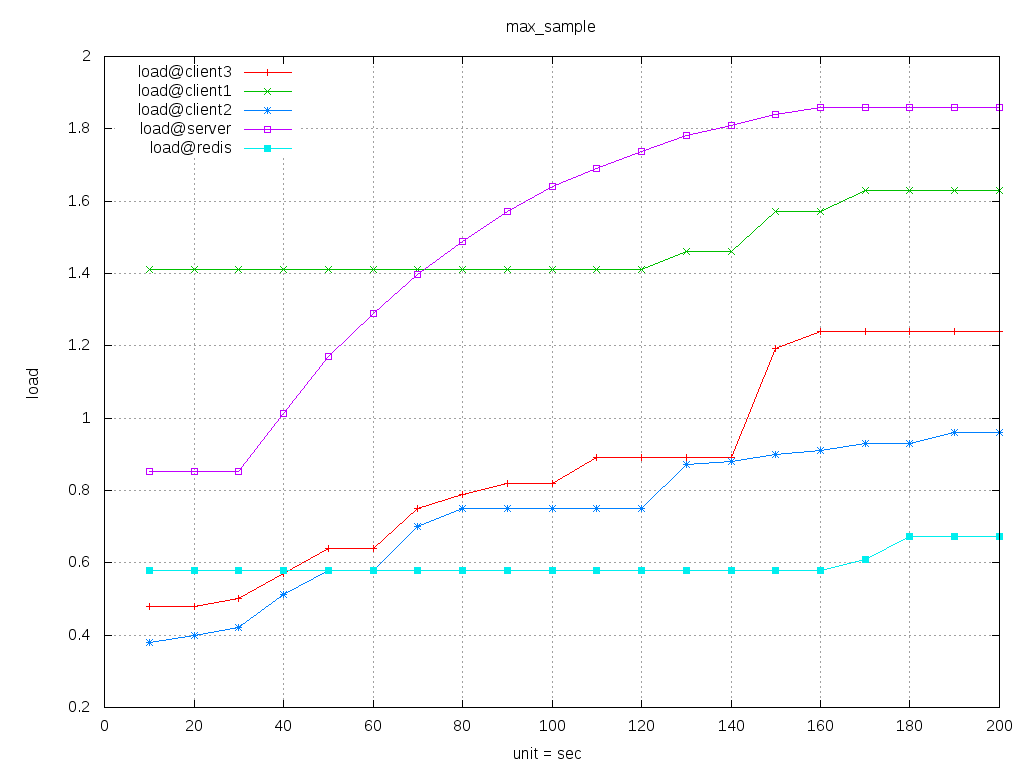 max_sample
2
1.8
1.6
1.4
1.2
1
0.8
0.6
0.4
0.2
load
load@client3
load@client1
load@client2
load@server
load@redis
0 20 40 60 80 100 120 140 160 180 200
unit = sec